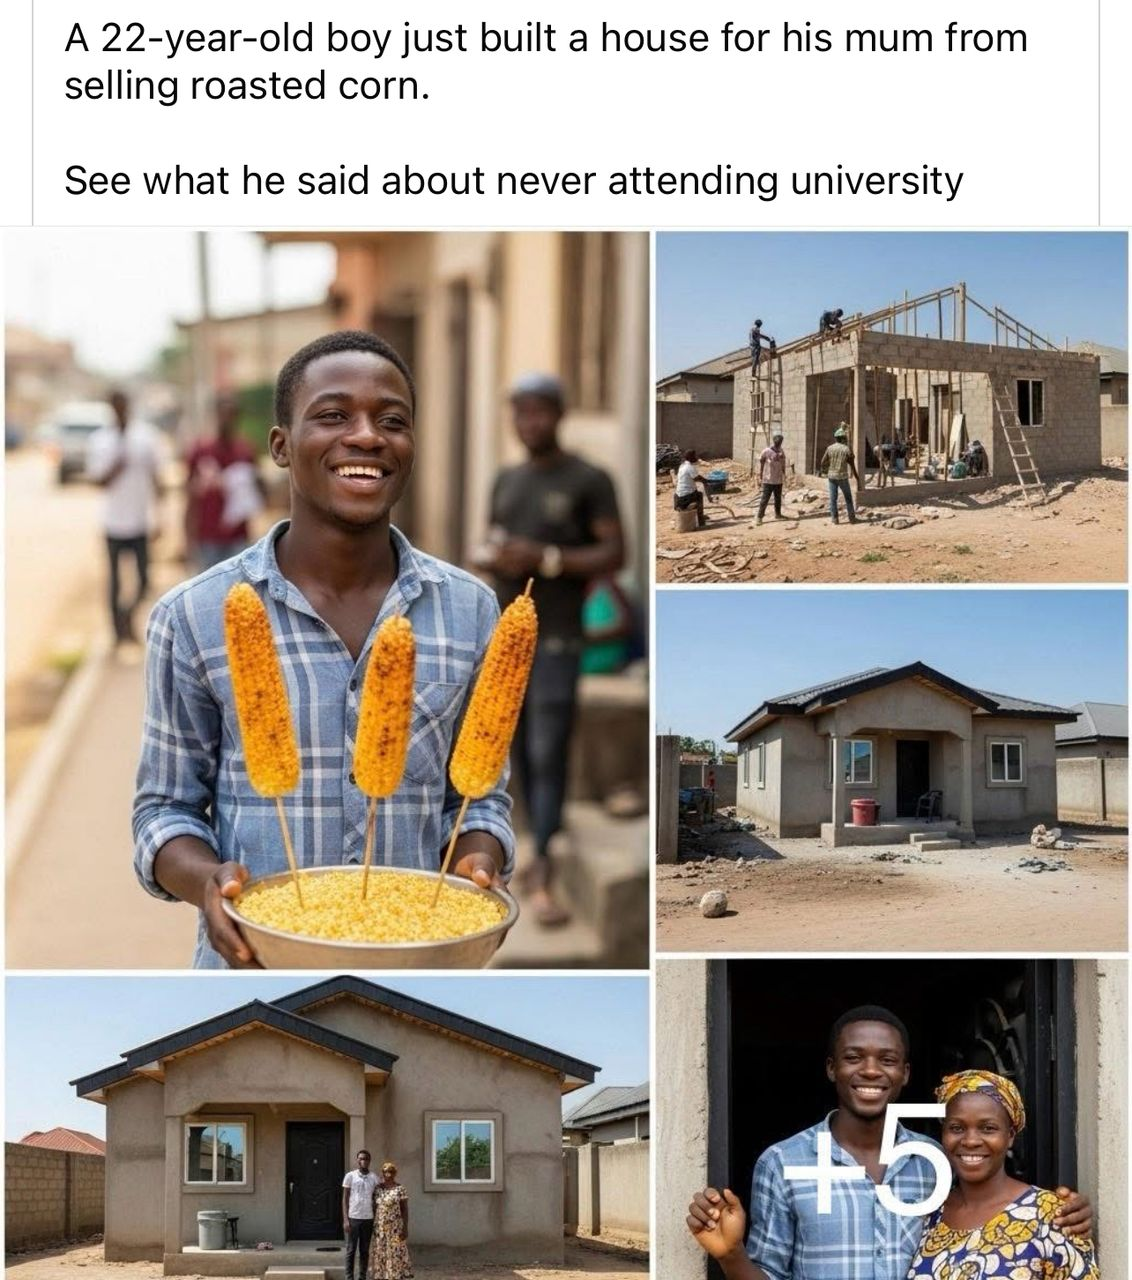 A 22-year-old boy just built a house for his mum from
selling roasted corn.
See what he said about never attending university
+5